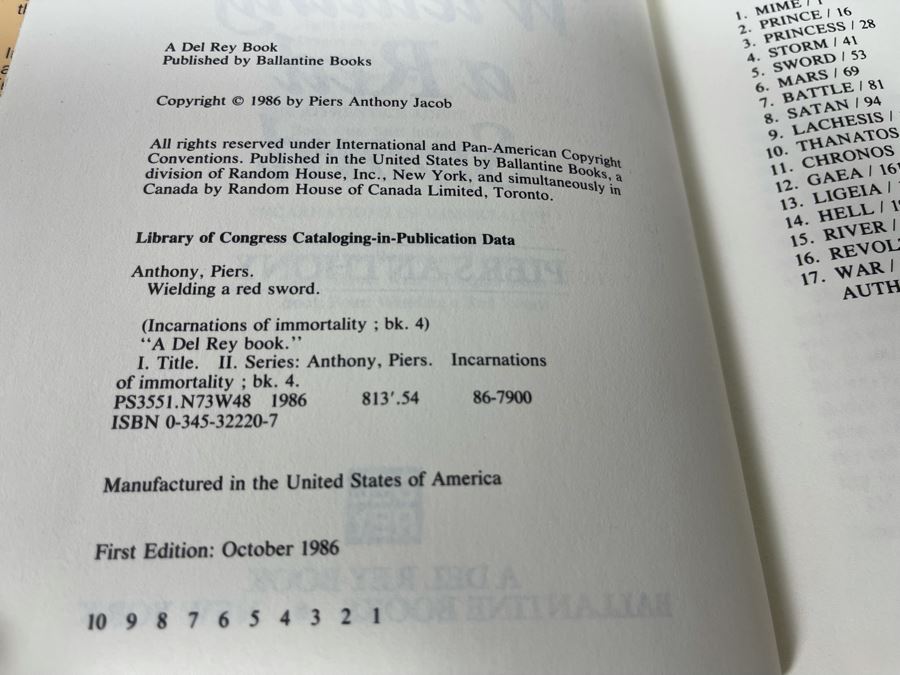 A Del Rey Book
Published by Ballantine Books
Copyright © 1986 by Piers Anthony Jacob
All rights reserved under International and Pan-American Copyright
Conventions. Published in the United States by Ballantine Books, a
division of Random House, Inc., New York, and simultaneously in
Canada by Random House of Canada Limited, Toronto.
Library of Congress Cataloging-in-Publication Data
Anthony, Piers.
Wielding a red sword.
(Incarnations of immortality ; bk. 4)
“A Del Rey book.”
I. Title. II. Series: Anthony, Piers. Incarnations
of immortality ; bk. 4.
PS3551.N73W48 1986 813′.54 86-7900
ISBN 0-345-32220-7
Manufactured in the United States of America
First Edition: October 1986
10 9 8 7 6 5 4 3 2 1
1. MIME /
2. PRINCE / 16
3. PRINCESS / 28
4. STORM / 41
5. SWORD / 53
6. MARS / 69
7. BATTLE / 81
8. SATAN / 94
9. LACHESIS /
10. THANATOS
11. CHRONOS
12. GAEA / 161
13. LIGEIA /
14. HELL /
15. RIVER /
16.
17. WAR /